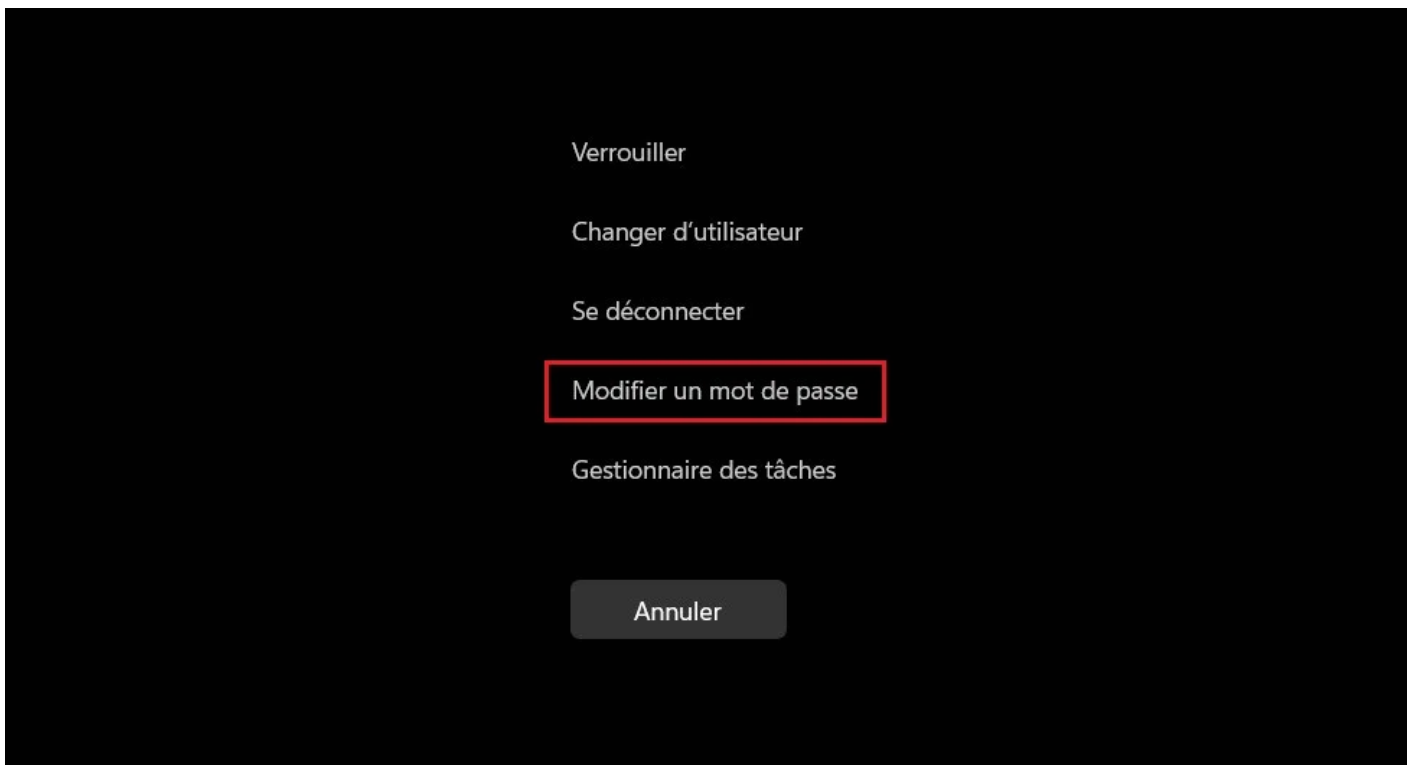 Verrouiller
Changer d’utilisateur
Se déconnecter
Modifier un mot de passe
Gestionnaire des tâches
Annuler